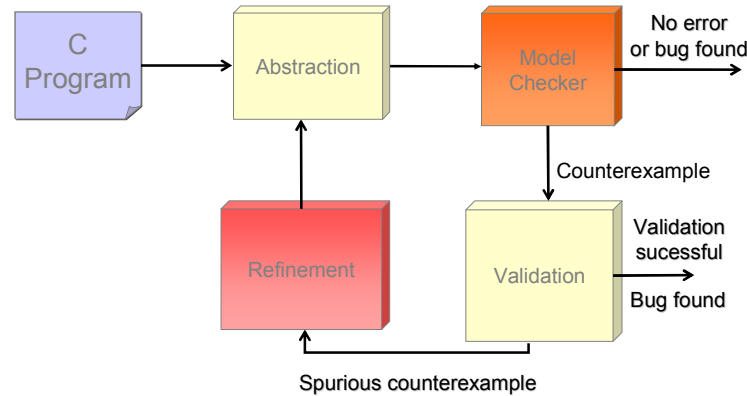 C
Program
Abstraction
Model
Checker
No error
or bug found
Counterexample
Refinement
Validation
Validation
sucessful
Bug found
Spurious counterexample